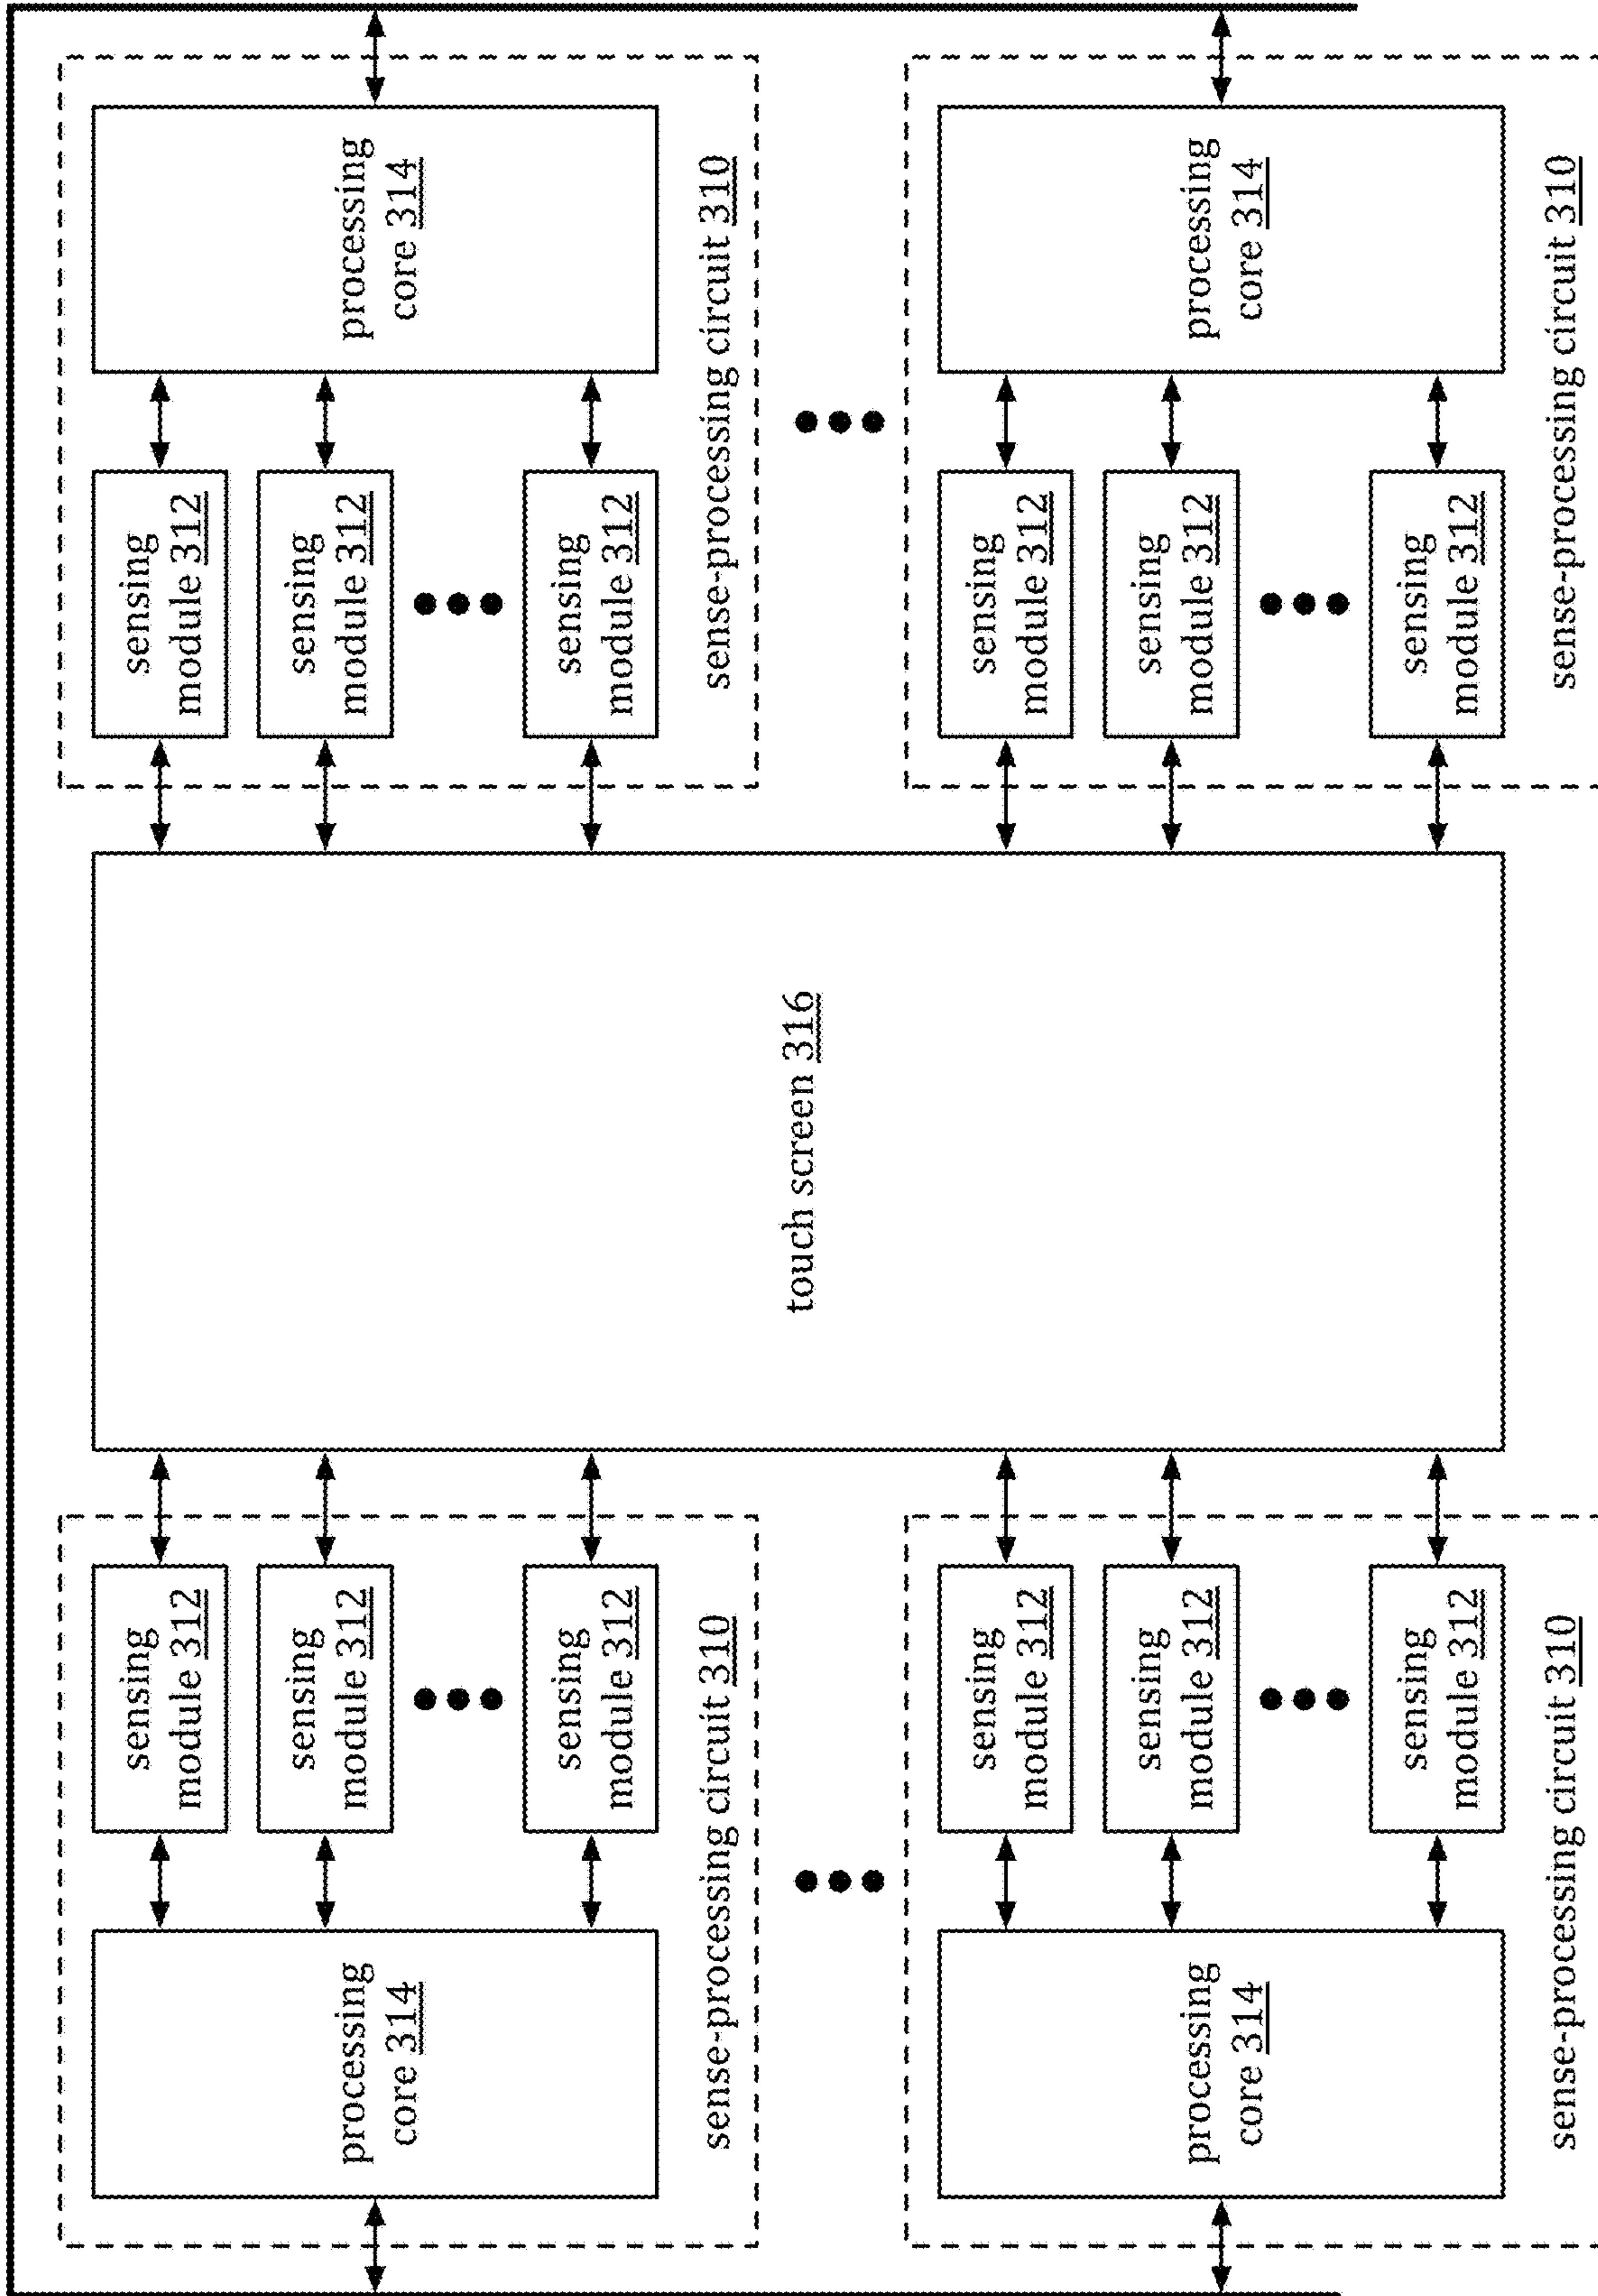 processing
core 314
sensing
module 312
sensing
module 312
sensing
module 312
sense-processing circuit 310
sensing
module 312
sensing
module 312
sensing
module 312
processing
core 314
sense-processing circuit 310
touch screen 316
processing
core 314
sensing
module 312
sensing
module 312
sensing
module 312
sense-processing circuit 310
sensing
module 312
sensing
module 312
sensing
module 312
processing
core 314
sense-processing circuit 310